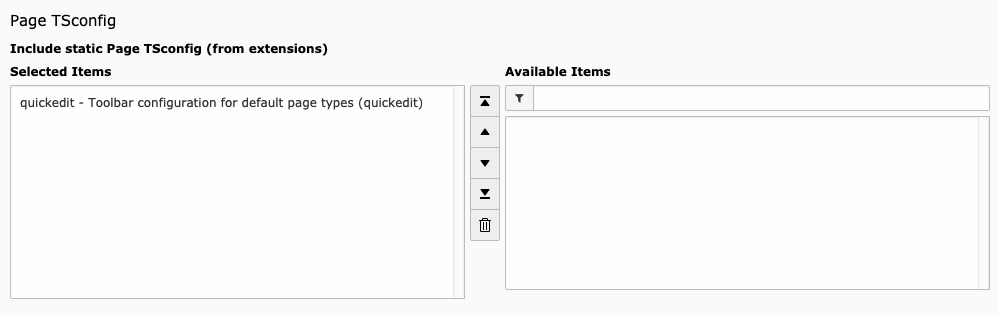 Page TSconfig
Include static Page TSconfig (from extensions)
Selected Items
Available Items
quickedit - Toolbar configuration for default page types (quickedit)